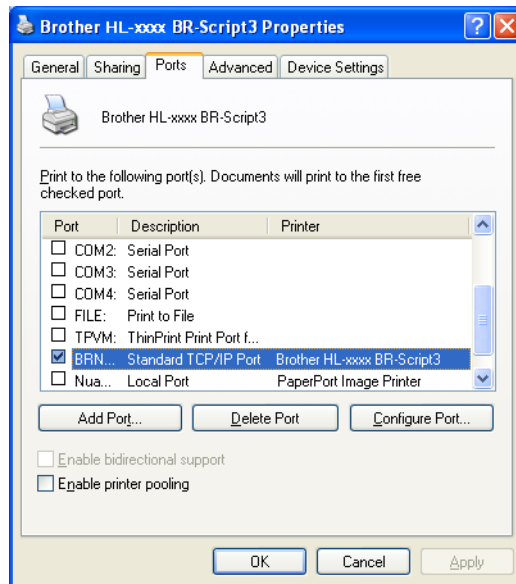 Brother HL-xxxx BR-Script3 Properties
General Sharing Ports Advanced Device Settings
Brother HL-xxxx BR-Script3
Print to the following port(s). Documents will print to the first free
checked port.
Port Description Printer
COM2: Serial Port
COM3: Serial Port
COM4: Serial Port
FILE: Print to File
TPVM: ThinPrint Print Port f...
BRN... Standard TCP/IP Port Brother HL-xxxx BR-Script3
Nua... Local Port PaperPort Image Printer
Add Port... Delete Port Configure Port...
Enable bidirectional support
Enable printer pooling
OK Cancel Apply